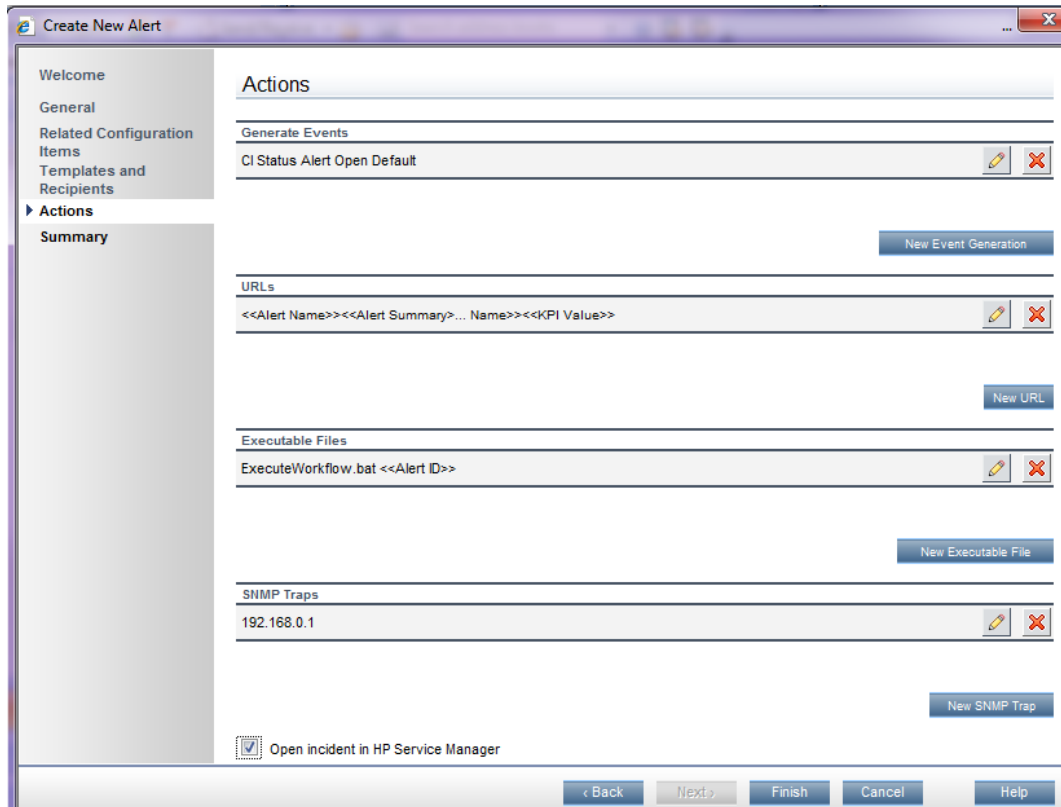 Create New Alert
...
Welcome
General
Related Configuration
Items
Templates and
Recipients
Actions
Summary
Actions
Generate Events
CI Status Alert Open Default
New Event Generation
URLs
<<Alert Name>><<Alert Summary>... Name>><<KPI Value>>
New URL
Executable Files
ExecuteWorkflow.bat <<Alert ID>>
New Executable File
SNMP Traps
192.168.0.1
New SNMP Trap
Open incident in HP Service Manager
‹ Back
Next ›
Finish
Cancel
Help